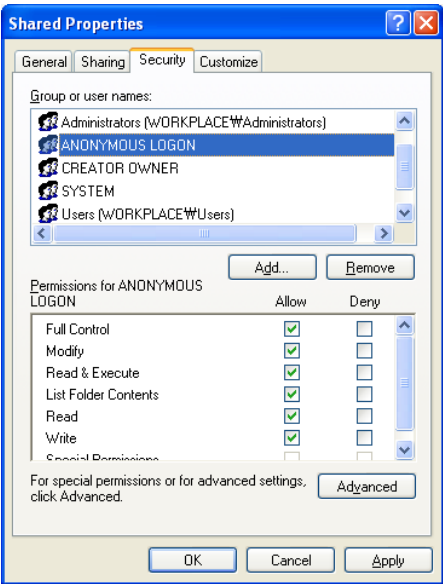 Shared Properties
General Sharing Security Customize
Group or user names:
Administrators (WORKPLACE₩Administrators)
ANONYMOUS LOGON
CREATOR OWNER
SYSTEM
Users (WORKPLACE₩Users)
Add... Remove
Permissions for ANONYMOUS
LOGON Allow Deny
Full Control
Modify
Read & Execute
List Folder Contents
Read
Write
Special Permissions
For special permissions or for advanced settings,
click Advanced. Advanced
OK Cancel Apply